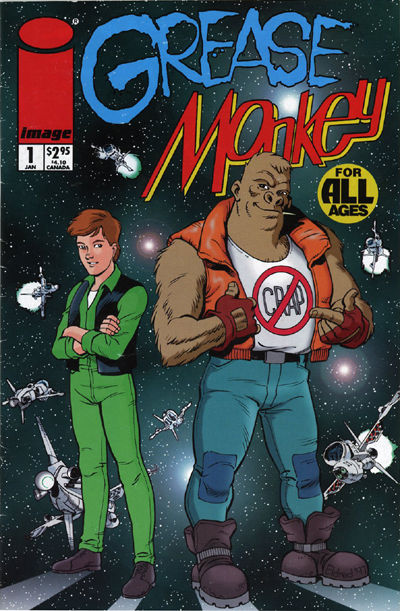 GREASE
Monkey
®
image
1
JAN
$2.95
$4.10
CANADA
FOR
ALL
AGES
CRAP